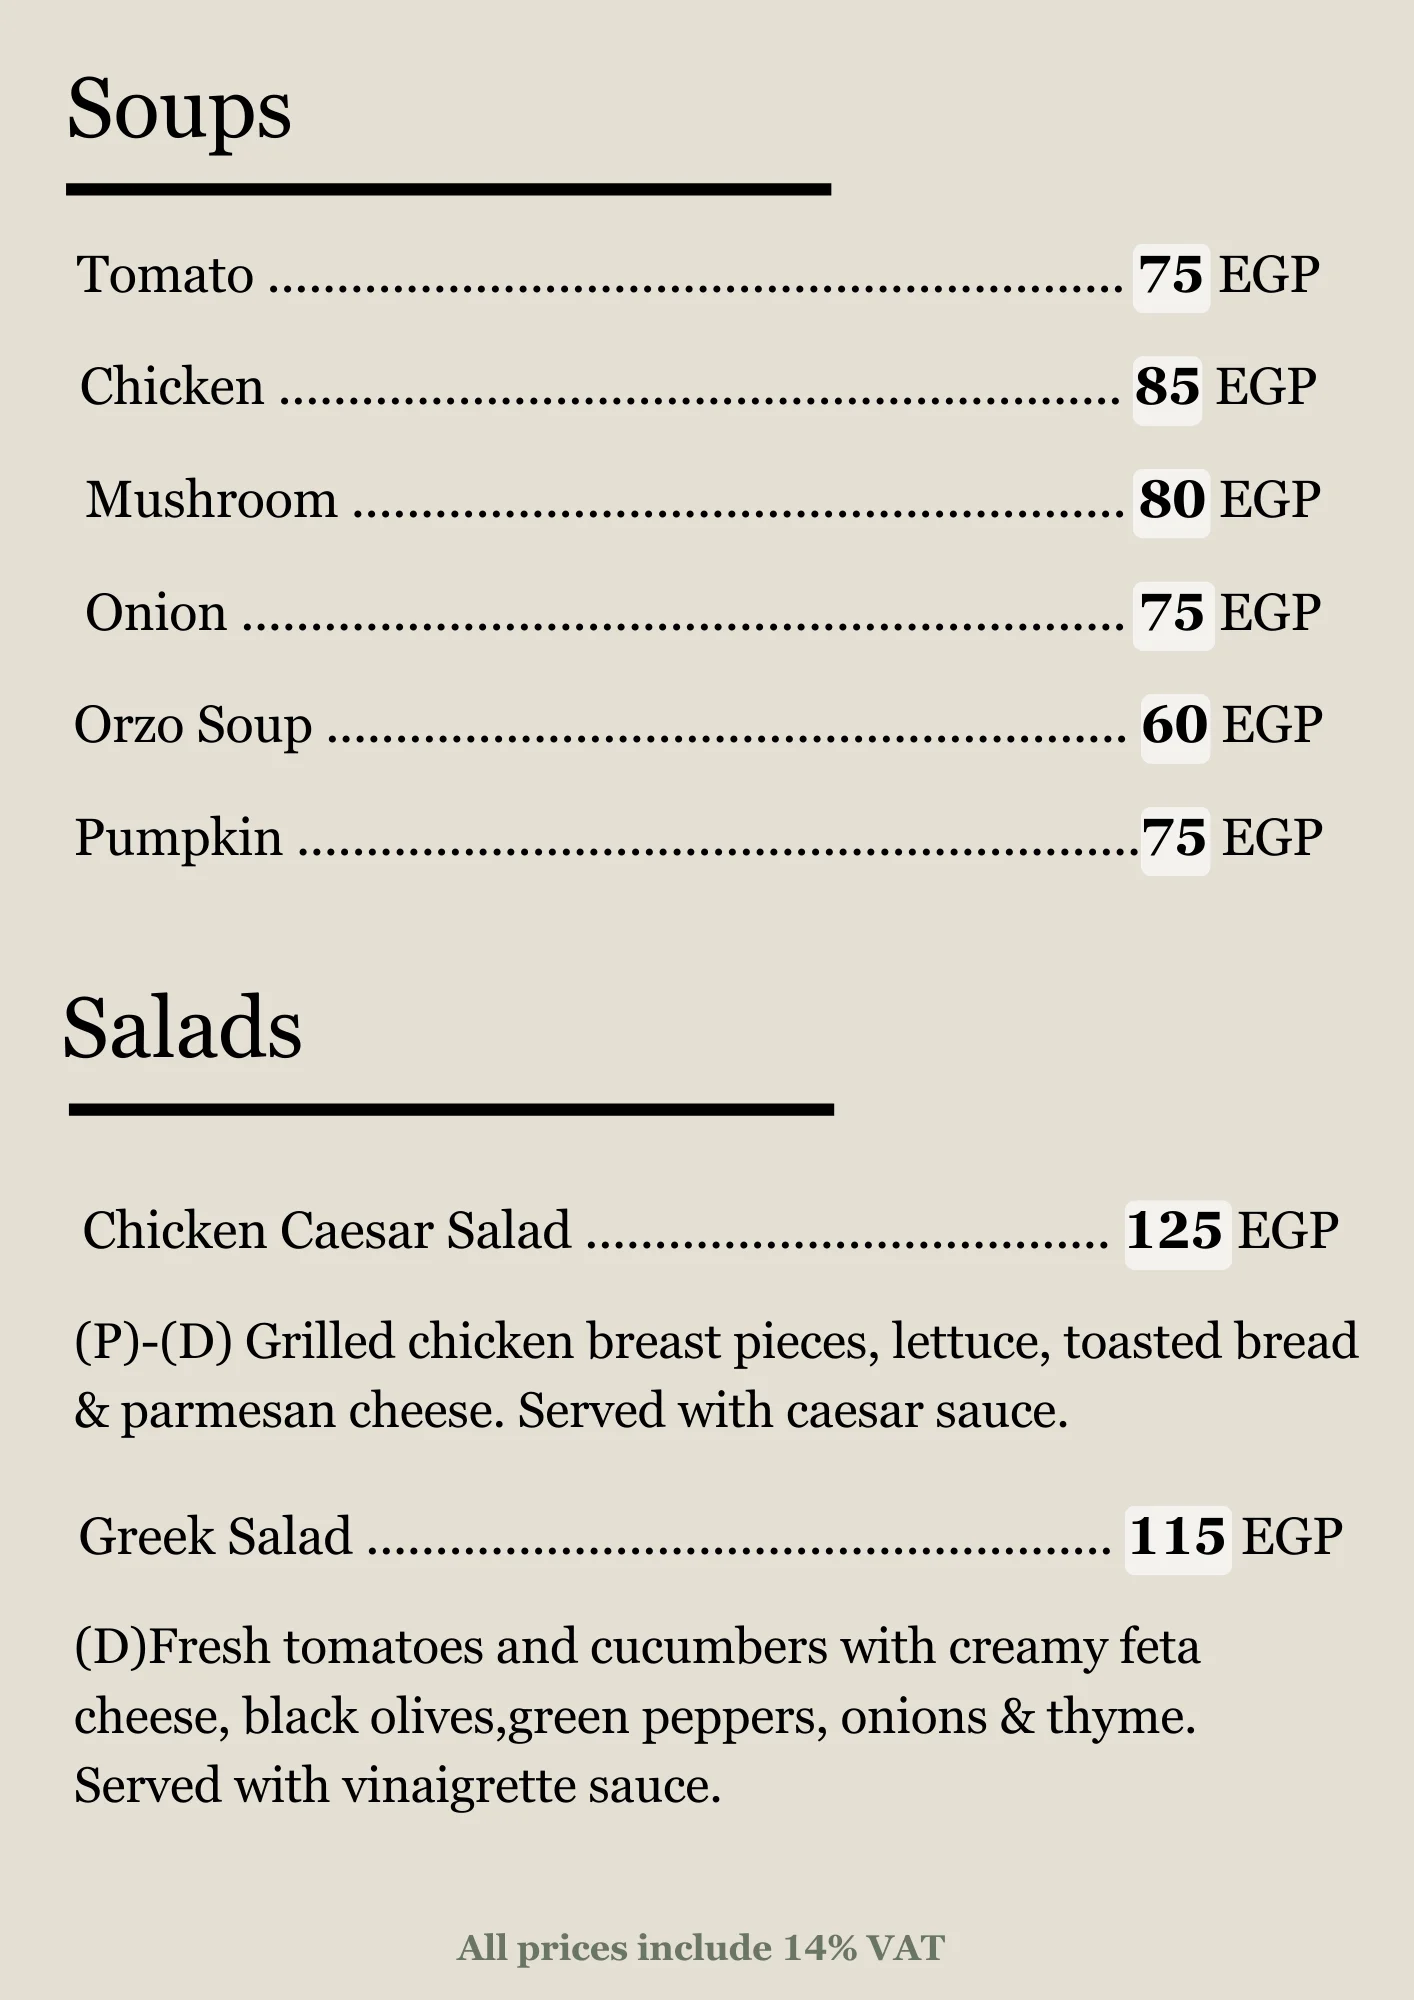 Soups
Tomato .............................................................. 75 EGP
Chicken ............................................................. 85 EGP
Mushroom ........................................................ 80 EGP
Onion ................................................................ 75 EGP
Orzo Soup .......................................................... 60 EGP
Pumpkin .............................................................75 EGP
Salads
Chicken Caesar Salad ...................................... 125 EGP
(P)-(D) Grilled chicken breast pieces, lettuce, toasted bread
& parmesan cheese. Served with caesar sauce.
Greek Salad ...................................................... 115 EGP
(D)Fresh tomatoes and cucumbers with creamy feta
cheese, black olives,green peppers, onions & thyme.
Served with vinaigrette sauce.
All prices include 14% VAT